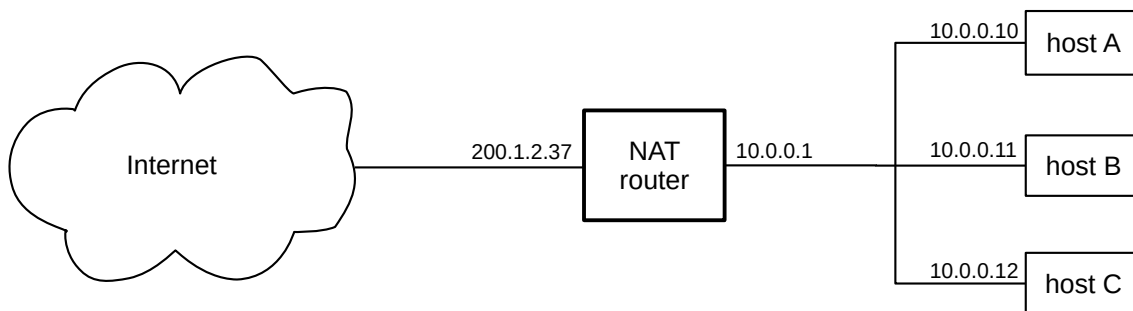 10.0.0.10
host A
Internet
200.1.2.37
NAT
router
10.0.0.1
10.0.0.11
host B
10.0.0.12
host C